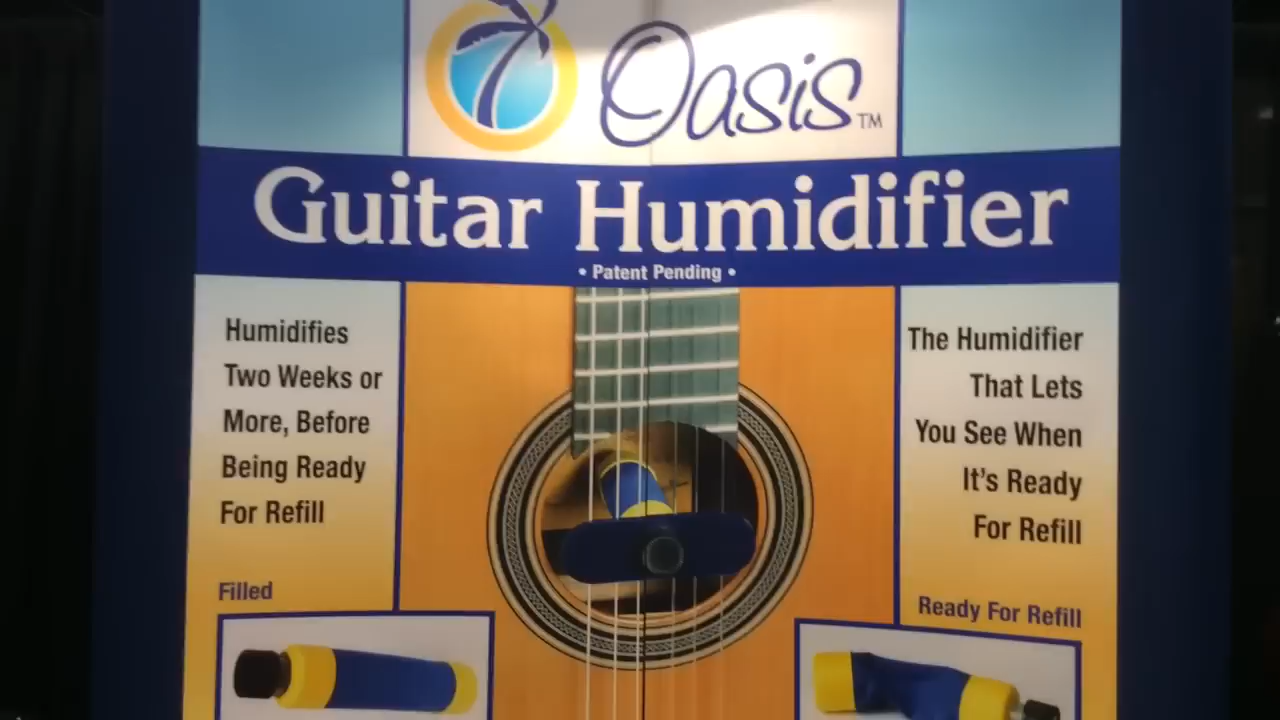 Oasis™
Guitar Humidifier
• Patent Pending •
Humidifies
Two Weeks or
More, Before
Being Ready
For Refill
The Humidifier
That Lets
You See When
It's Ready
For Refill
Filled
Ready For Refill